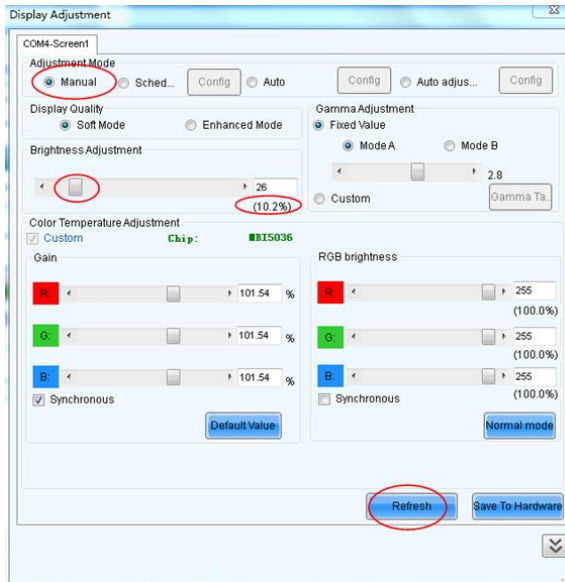 Display Adjustment
COM4-Screen1
Adjustment Mode
Manual Sched... Config Auto Config Auto adjus... Config
Display Quality
Soft Mode Enhanced Mode
Gamma Adjustment
Fixed Value
Mode A Mode B
2.8
Custom Gamma Ta..
Brightness Adjustment
26
(10.2%)
Color Temperature Adjustment
Custom Chip: MBI5036
Gain
R: 101.54 %
G: 101.54 %
B: 101.54 %
Synchronous
Default Value
RGB brightness
R: 255
(100.0%)
G: 255
(100.0%)
B: 255
(100.0%)
Synchronous
Normal mode
Refresh Save To Hardware